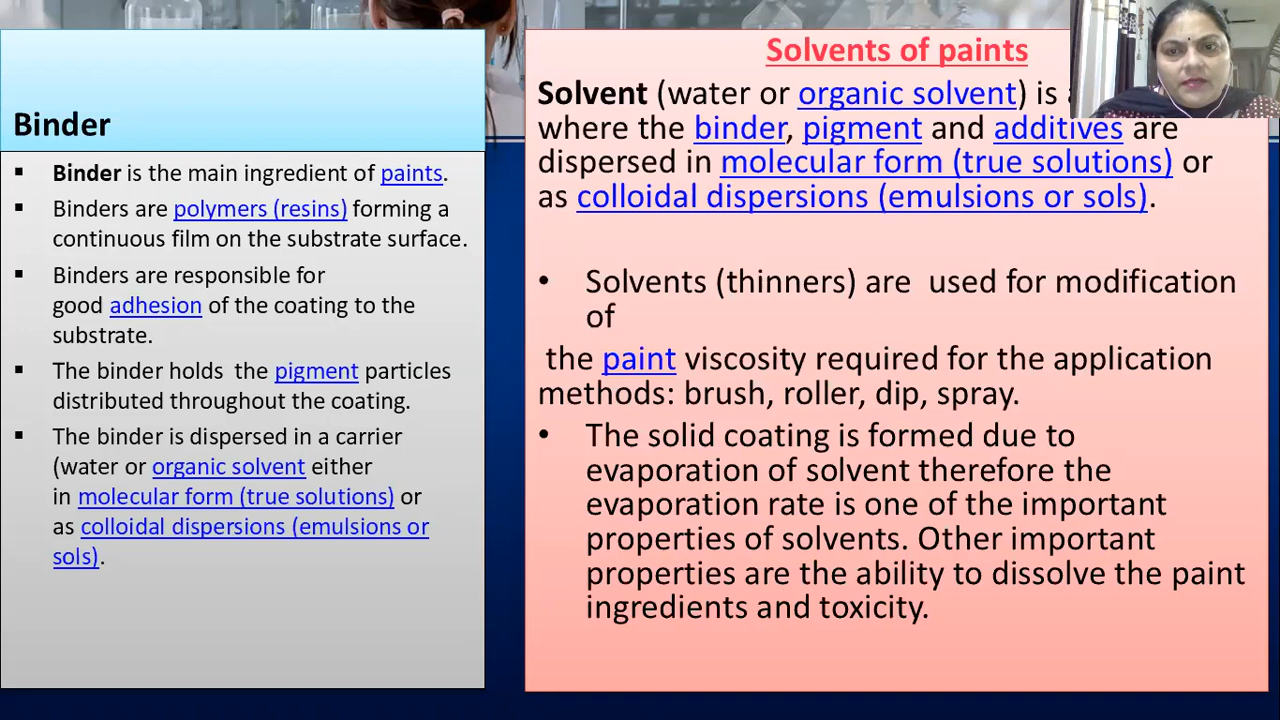 Binder
▪ Binder is the main ingredient of paints.
▪ Binders are polymers (resins) forming a
continuous film on the substrate surface.
▪ Binders are responsible for
good adhesion of the coating to the
substrate.
▪ The binder holds  the pigment particles
distributed throughout the coating.
▪ The binder is dispersed in a carrier
(water or organic solvent either
in molecular form (true solutions) or
as colloidal dispersions (emulsions or
sols).
Solvents of paints
Solvent (water or organic solvent) is
where the binder, pigment and additives are
dispersed in molecular form (true solutions) or
as colloidal dispersions (emulsions or sols).
• Solvents (thinners) are  used for modification
of
the paint viscosity required for the application
methods: brush, roller, dip, spray.
• The solid coating is formed due to
evaporation of solvent therefore the
evaporation rate is one of the important
properties of solvents. Other important
properties are the ability to dissolve the paint
ingredients and toxicity.